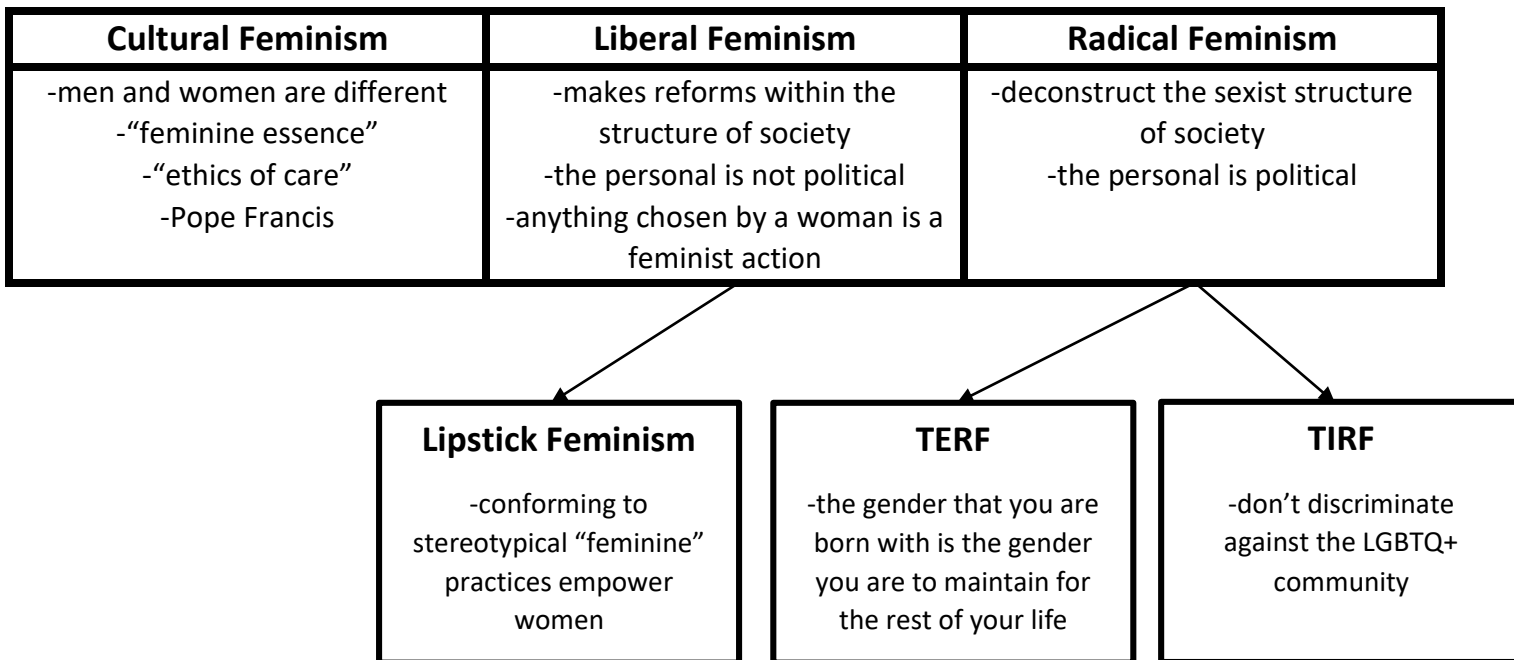 Cultural Feminism
-men and women are different
-“feminine essence”
-“ethics of care”
-Pope Francis
Liberal Feminism
-makes reforms within the
structure of society
-the personal is not political
-anything chosen by a woman is a
feminist action
Radical Feminism
-deconstruct the sexist structure
of society
-the personal is political
Lipstick Feminism
-conforming to
stereotypical “feminine”
practices empower
women
TERF
-the gender that you are
born with is the gender
you are to maintain for
the rest of your life
TIRF
-don’t discriminate
against the LGBTQ+
community